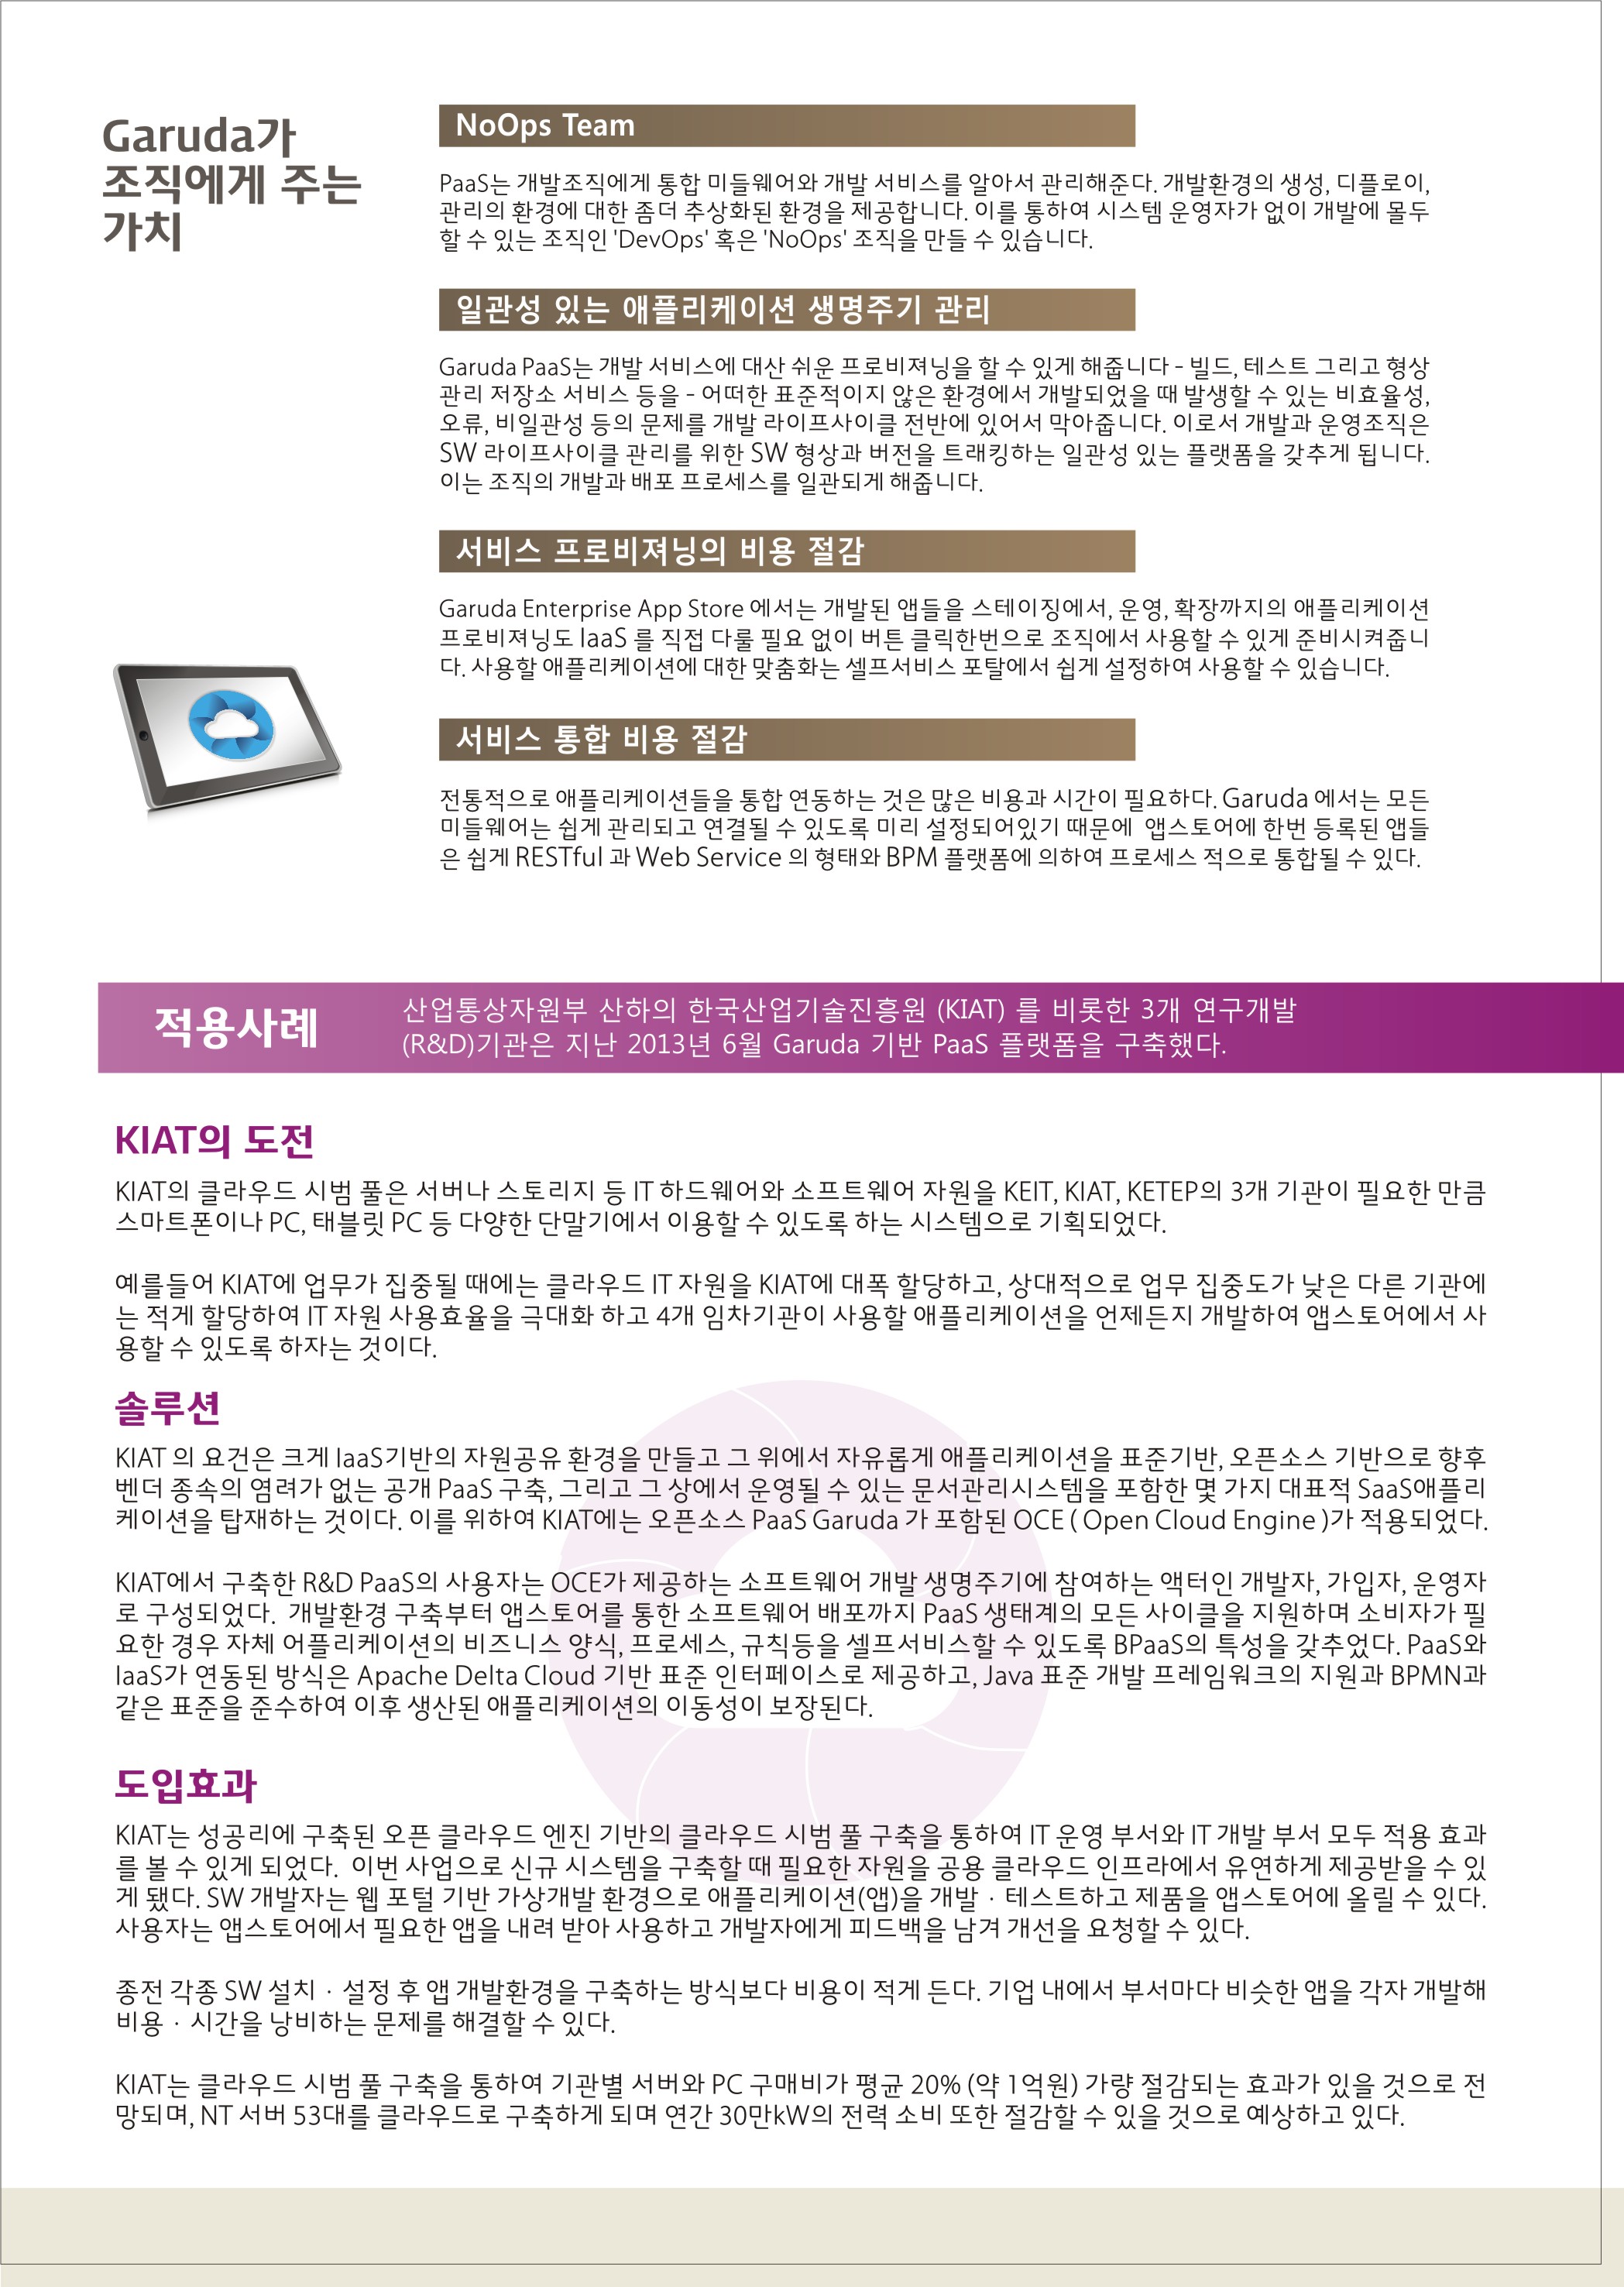 Garuda가
조직에게 주는
가치
NoOps Team
PaaS는 개발조직에게 통합 미들웨어와 개발 서비스를 알아서 관리해준다. 개발환경의 생성, 디플로이,
관리의 환경에 대한 좀더 추상화된 환경을 제공합니다. 이를 통하여 시스템 운영자가 없이 개발에 몰두
할 수 있는 조직인 'DevOps' 혹은 'NoOps' 조직을 만들 수 있습니다.
일관성 있는 애플리케이션 생명주기 관리
Garuda PaaS는 개발 서비스에 대산 쉬운 프로비져닝을 할 수 있게 해줍니다 - 빌드, 테스트 그리고 형상
관리 저장소 서비스 등을 - 어떠한 표준적이지 않은 환경에서 개발되었을 때 발생할 수 있는 비효율성,
오류, 비일관성 등의 문제를 개발 라이프사이클 전반에 있어서 막아줍니다. 이로서 개발과 운영조직은
SW 라이프사이클 관리를 위한 SW 형상과 버전을 트래킹하는 일관성 있는 플랫폼을 갖추게 됩니다.
이는 조직의 개발과 배포 프로세스를 일관되게 해줍니다.
서비스 프로비져닝의 비용 절감
Garuda Enterprise App Store 에서는 개발된 앱들을 스테이징에서, 운영, 확장까지의 애플리케이션
프로비져닝도 IaaS 를 직접 다룰 필요 없이 버튼 클릭한번으로 조직에서 사용할 수 있게 준비시켜줍니
다. 사용할 애플리케이션에 대한 맞춤화는 셀프서비스 포탈에서 쉽게 설정하여 사용할 수 있습니다.
서비스 통합 비용 절감
전통적으로 애플리케이션들을 통합 연동하는 것은 많은 비용과 시간이 필요하다. Garuda 에서는 모든
미들웨어는 쉽게 관리되고 연결될 수 있도록 미리 설정되어있기 때문에 앱스토어에 한번 등록된 앱들
은 쉽게 RESTful 과 Web Service 의 형태와 BPM 플랫폼에 의하여 프로세스 적으로 통합될 수 있다.
적용사례
산업통상자원부 산하의 한국산업기술진흥원 (KIAT) 를 비롯한 3개 연구개발
(R&D)기관은 지난 2013년 6월 Garuda 기반 PaaS 플랫폼을 구축했다.
KIAT의 도전
KIAT의 클라우드 시범 풀은 서버나 스토리지 등 IT 하드웨어와 소프트웨어 자원을 KEIT, KIAT, KETEP의 3개 기관이 필요한 만큼
스마트폰이나 PC, 태블릿 PC 등 다양한 단말기에서 이용할 수 있도록 하는 시스템으로 기획되었다.
예를들어 KIAT에 업무가 집중될 때에는 클라우드 IT 자원을 KIAT에 대폭 할당하고, 상대적으로 업무 집중도가 낮은 다른 기관에
는 적게 할당하여 IT 자원 사용효율을 극대화 하고 4개 임차기관이 사용할 애플리케이션을 언제든지 개발하여 앱스토어에서 사
용할 수 있도록 하자는 것이다.
솔루션
KIAT 의 요건은 크게 IaaS기반의 자원공유 환경을 만들고 그 위에서 자유롭게 애플리케이션을 표준기반, 오픈소스 기반으로 향후
벤더 종속의 염려가 없는 공개 PaaS 구축, 그리고 그 상에서 운영될 수 있는 문서관리시스템을 포함한 몇 가지 대표적 SaaS애플리
케이션을 탑재하는 것이다. 이를 위하여 KIAT에는 오픈소스 PaaS Garuda 가 포함된 OCE ( Open Cloud Engine )가 적용되었다.
KIAT에서 구축한 R&D PaaS의 사용자는 OCE가 제공하는 소프트웨어 개발 생명주기에 참여하는 액터인 개발자, 가입자, 운영자
로 구성되었다. 개발환경 구축부터 앱스토어를 통한 소프트웨어 배포까지 PaaS 생태계의 모든 사이클을 지원하며 소비자가 필
요한 경우 자체 어플리케이션의 비즈니스 양식, 프로세스, 규칙등을 셀프서비스할 수 있도록 BPaaS의 특성을 갖추었다. PaaS와
IaaS가 연동된 방식은 Apache Delta Cloud 기반 표준 인터페이스로 제공하고, Java 표준 개발 프레임워크의 지원과 BPMN과
같은 표준을 준수하여 이후 생산된 애플리케이션의 이동성이 보장된다.
도입효과
KIAT는 성공리에 구축된 오픈 클라우드 엔진 기반의 클라우드 시범 풀 구축을 통하여 IT 운영 부서와 IT 개발 부서 모두 적용 효과
를 볼 수 있게 되었다. 이번 사업으로 신규 시스템을 구축할 때 필요한 자원을 공용 클라우드 인프라에서 유연하게 제공받을 수 있
게 됐다. SW 개발자는 웹 포털 기반 가상개발 환경으로 애플리케이션(앱)을 개발 · 테스트하고 제품을 앱스토어에 올릴 수 있다.
사용자는 앱스토어에서 필요한 앱을 내려 받아 사용하고 개발자에게 피드백을 남겨 개선을 요청할 수 있다.
종전 각종 SW 설치 · 설정 후 앱 개발환경을 구축하는 방식보다 비용이 적게 든다. 기업 내에서 부서마다 비슷한 앱을 각자 개발해
비용 · 시간을 낭비하는 문제를 해결할 수 있다.
KIAT는 클라우드 시범 풀 구축을 통하여 기관별 서버와 PC 구매비가 평균 20% (약 1억원) 가량 절감되는 효과가 있을 것으로 전
망되며, NT 서버 53대를 클라우드로 구축하게 되며 연간 30만kW의 전력 소비 또한 절감할 수 있을 것으로 예상하고 있다.